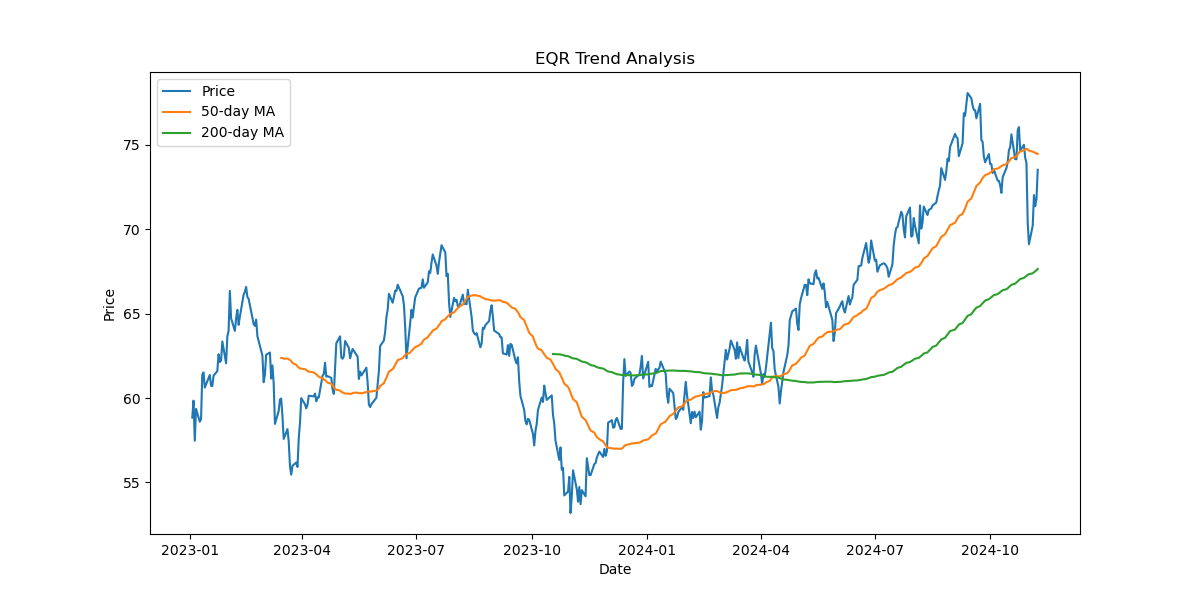 EQR Trend Analysis
Price
50-day MA
200-day MA
75
70
65
60
55
Price
2023-01 2023-04 2023-07 2023-10 2024-01 2024-04 2024-07 2024-10
Date